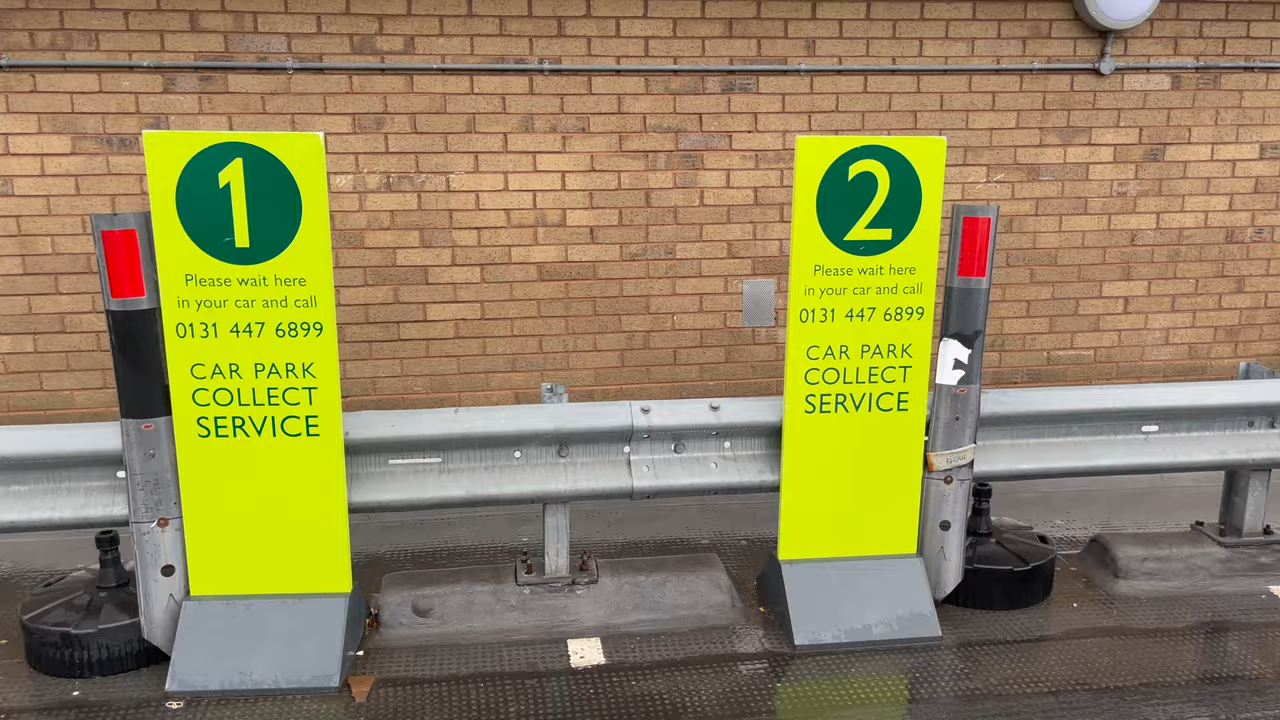 1
Please wait here
in your car and call
0131 447 6899
CAR PARK
COLLECT
SERVICE
2
Please wait here
in your car and call
0131 447 6899
CAR PARK
COLLECT
SERVICE